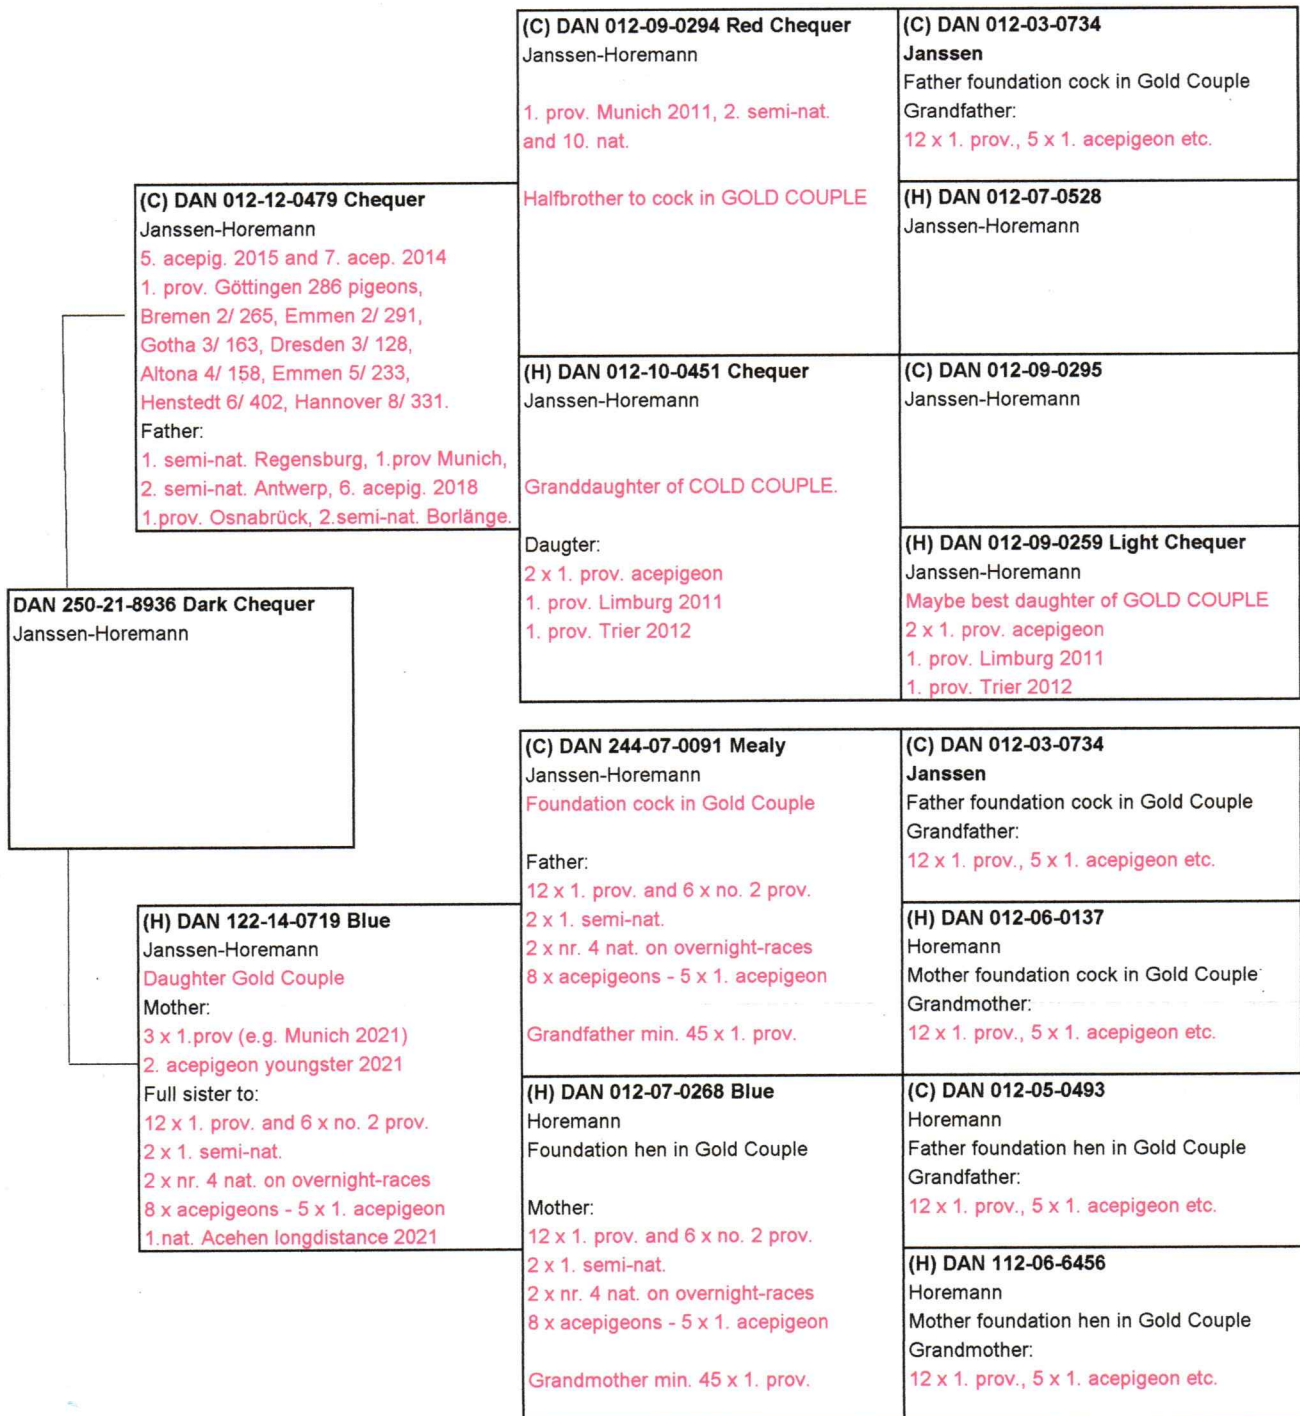 DAN 250-21-8936 Dark Chequer
Janssen-Horemann
(C) DAN 012-12-0479 Chequer
Janssen-Horemann
5. acepig. 2015 and 7. acep. 2014
1. prov. Göttingen 286 pigeons,
Bremen 2/ 265, Emmen 2/ 291,
Gotha 3/ 163, Dresden 3/ 128,
Altona 4/ 158, Emmen 5/ 233,
Henstedt 6/ 402, Hannover 8/ 331.
Father:
1. semi-nat. Regensburg, 1.prov Munich,
2. semi-nat. Antwerp, 6. acepig. 2018
1.prov. Osnabrück, 2.semi-nat. Borlänge.
(H) DAN 122-14-0719 Blue
Janssen-Horemann
Daughter Gold Couple
Mother:
3 x 1.prov (e.g. Munich 2021)
2. acepigeon youngster 2021
Full sister to:
12 x 1. prov. and 6 x no. 2 prov.
2 x 1. semi-nat.
2 x nr. 4 nat. on overnight-races
8 x acepigeons - 5 x 1. acepigeon
1.nat. Acehen longdistance 2021
(C) DAN 012-09-0294 Red Chequer
Janssen-Horemann
1. prov. Munich 2011, 2. semi-nat.
and 10. nat.
Halfbrother to cock in GOLD COUPLE
(H) DAN 012-10-0451 Chequer
Janssen-Horemann
Granddaughter of COLD COUPLE.
Daugter:
2 x 1. prov. acepigeon
1. prov. Limburg 2011
1. prov. Trier 2012
(C) DAN 244-07-0091 Mealy
Janssen-Horemann
Foundation cock in Gold Couple
Father:
12 x 1. prov. and 6 x no. 2 prov.
2 x 1. semi-nat.
2 x nr. 4 nat. on overnight-races
8 x acepigeons - 5 x 1. acepigeon
Grandfather min. 45 x 1. prov.
(H) DAN 012-07-0268 Blue
Horemann
Foundation hen in Gold Couple
Mother:
12 x 1. prov. and 6 x no. 2 prov.
2 x 1. semi-nat.
2 x nr. 4 nat. on overnight-races
8 x acepigeons - 5 x 1. acepigeon
Grandmother min. 45 x 1. prov.
(C) DAN 012-03-0734
Janssen
Father foundation cock in Gold Couple
Grandfather:
12 x 1. prov., 5 x 1. acepigeon etc.
(H) DAN 012-07-0528
Janssen-Horemann
(C) DAN 012-09-0295
Janssen-Horemann
(H) DAN 012-09-0259 Light Chequer
Janssen-Horemann
Maybe best daughter of GOLD COUPLE
2 x 1. prov. acepigeon
1. prov. Limburg 2011
1. prov. Trier 2012
(C) DAN 012-03-0734
Janssen
Father foundation cock in Gold Couple
Grandfather:
12 x 1. prov., 5 x 1. acepigeon etc.
(H) DAN 012-06-0137
Horemann
Mother foundation cock in Gold Couple
Grandmother:
12 x 1. prov., 5 x 1. acepigeon etc.
(C) DAN 012-05-0493
Horemann
Father foundation hen in Gold Couple
Grandfather:
12 x 1. prov., 5 x 1. acepigeon etc.
(H) DAN 112-06-6456
Horemann
Mother foundation hen in Gold Couple
Grandmother:
12 x 1. prov., 5 x 1. acepigeon etc.